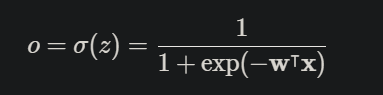 o = σ(z) = 1 / (1 + exp(−𝐰ᵀ𝐱))